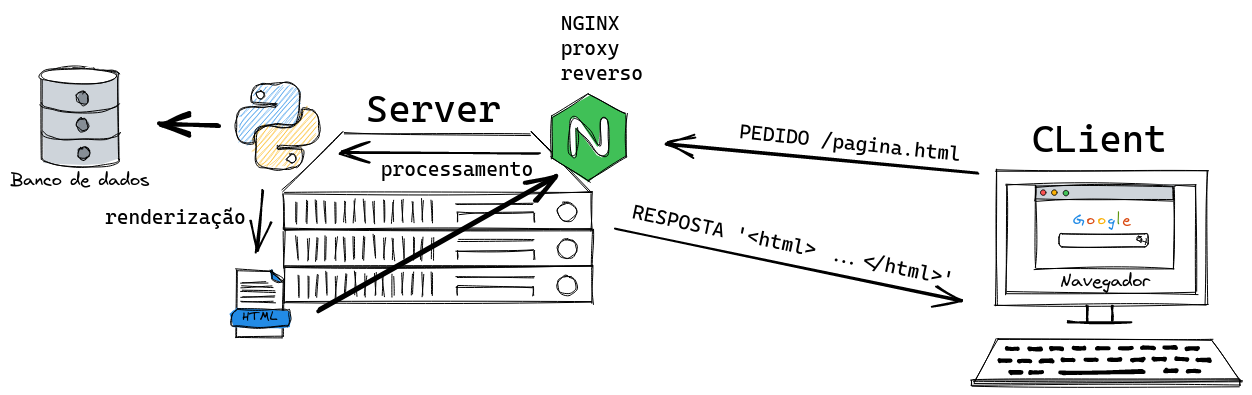 NGINX
proxy
reverso
Server
N
processamento
Banco de dados
renderização
HTML
PEDIDO /pagina.html
RESPOSTA '<html> ...</html>'
CLient
Google
Navegador